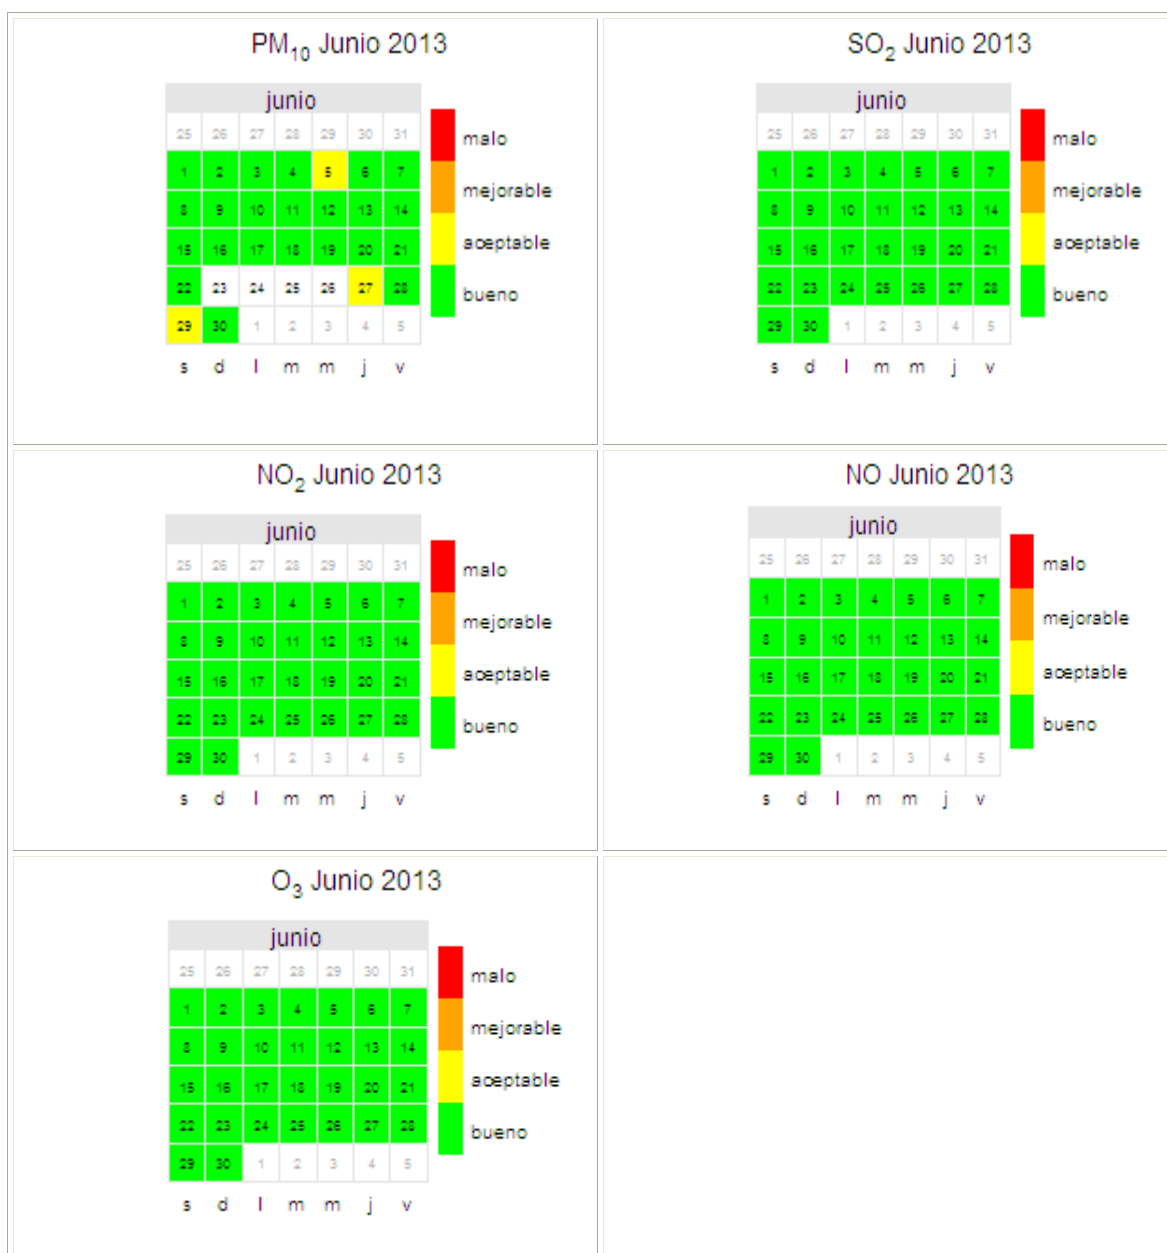 PM10 Junio 2013
junio
25 26 27 28 29 30 31
1 2 3 4 5 6 7
8 9 10 11 12 13 14
15 16 17 18 19 20 21
22 23 24 25 26 27 28
29 30 1 2 3 4 5
s d l m m j v
malo
mejorable
aceptable
bueno
SO2 Junio 2013
junio
25 26 27 28 29 30 31
1 2 3 4 5 6 7
8 9 10 11 12 13 14
15 16 17 18 19 20 21
22 23 24 25 26 27 28
29 30 1 2 3 4 5
s d l m m j v
malo
mejorable
aceptable
bueno
NO2 Junio 2013
junio
25 26 27 28 29 30 31
1 2 3 4 5 6 7
8 9 10 11 12 13 14
15 16 17 18 19 20 21
22 23 24 25 26 27 28
29 30 1 2 3 4 5
s d l m m j v
malo
mejorable
aceptable
bueno
NO Junio 2013
junio
25 26 27 28 29 30 31
1 2 3 4 5 6 7
8 9 10 11 12 13 14
15 16 17 18 19 20 21
22 23 24 25 26 27 28
29 30 1 2 3 4 5
s d l m m j v
malo
mejorable
aceptable
bueno
O3 Junio 2013
junio
25 26 27 28 29 30 31
1 2 3 4 5 6 7
8 9 10 11 12 13 14
15 16 17 18 19 20 21
22 23 24 25 26 27 28
29 30 1 2 3 4 5
s d l m m j v
malo
mejorable
aceptable
bueno